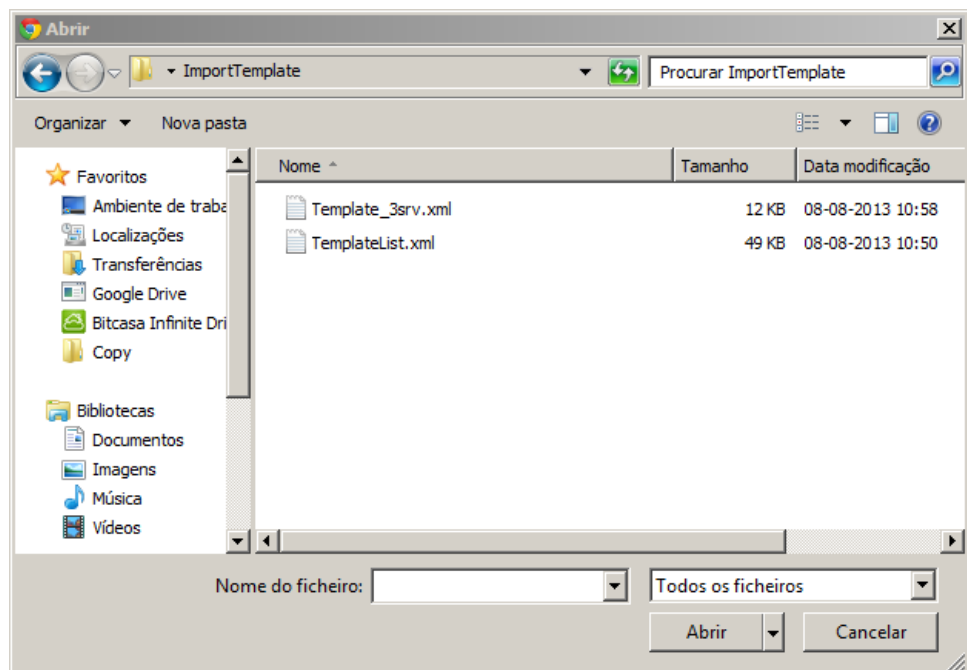 Abrir
ImportTemplate
Procurar ImportTemplate
Organizar
Nova pasta
Nome
Tamanho
Data modificação
Favoritos
Ambiente de traba
Localizações
Transferências
Google Drive
Bitcasa Infinite Dri
Copy
Bibliotecas
Documentos
Imagens
Música
Vídeos
Template_3srv.xml 12 KB 08-08-2013 10:58
TemplateList.xml 49 KB 08-08-2013 10:50
Nome do ficheiro:
Todos os ficheiros
Abrir
Cancelar